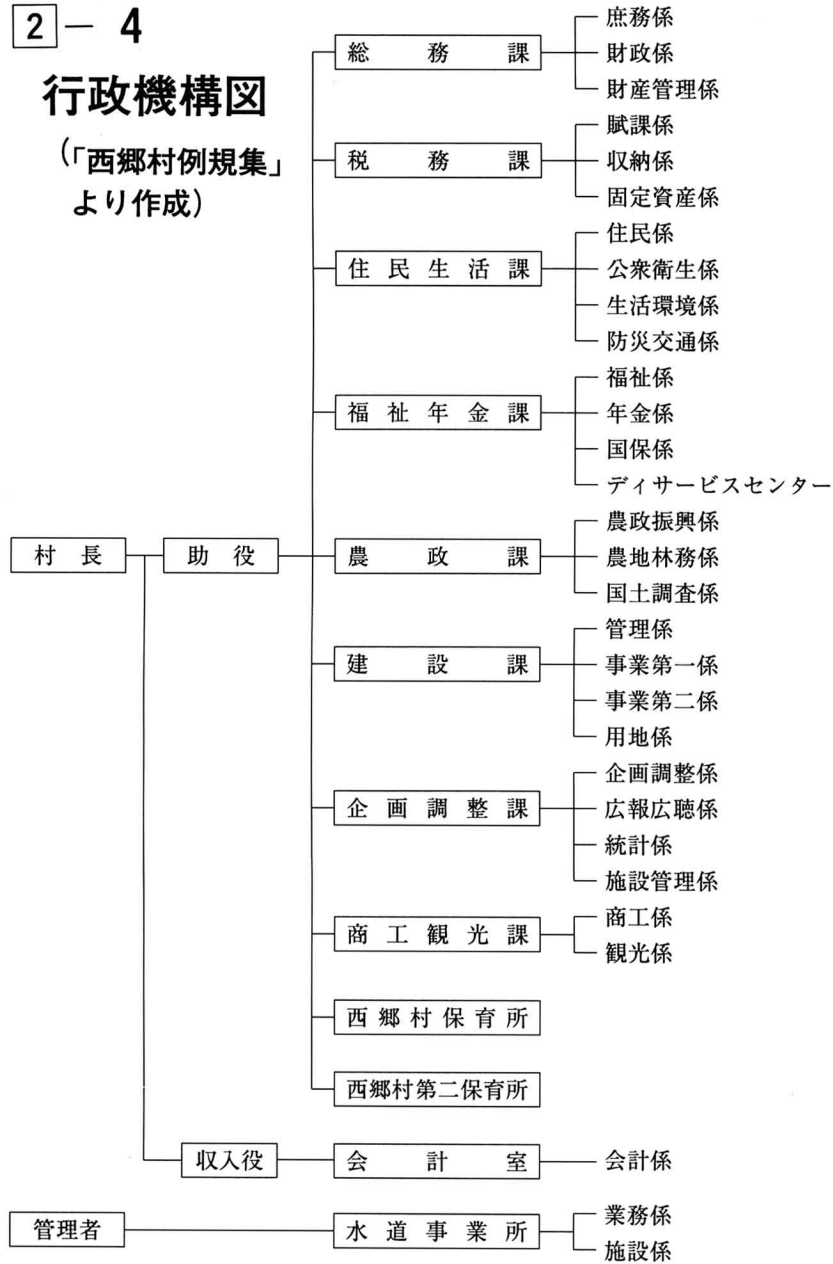 2－4
行政機構図
（「西郷村例規集」
より作成）
村長
助役
総務課
庶務係
財政係
財産管理係
税務課
賦課係
収納係
固定資産係
住民生活課
住民係
公衆衛生係
生活環境係
防災交通係
福祉年金課
福祉係
年金係
国保係
ディサービスセンター
農政課
農政振興係
農地林務係
国土調査係
建設課
管理係
事業第一係
事業第二係
用地係
企画調整課
企画調整係
広報広聴係
統計係
施設管理係
商工観光課
商工係
観光係
西郷村保育所
西郷村第二保育所
収入役
会計室
会計係
管理者
水道事業所
業務係
施設係